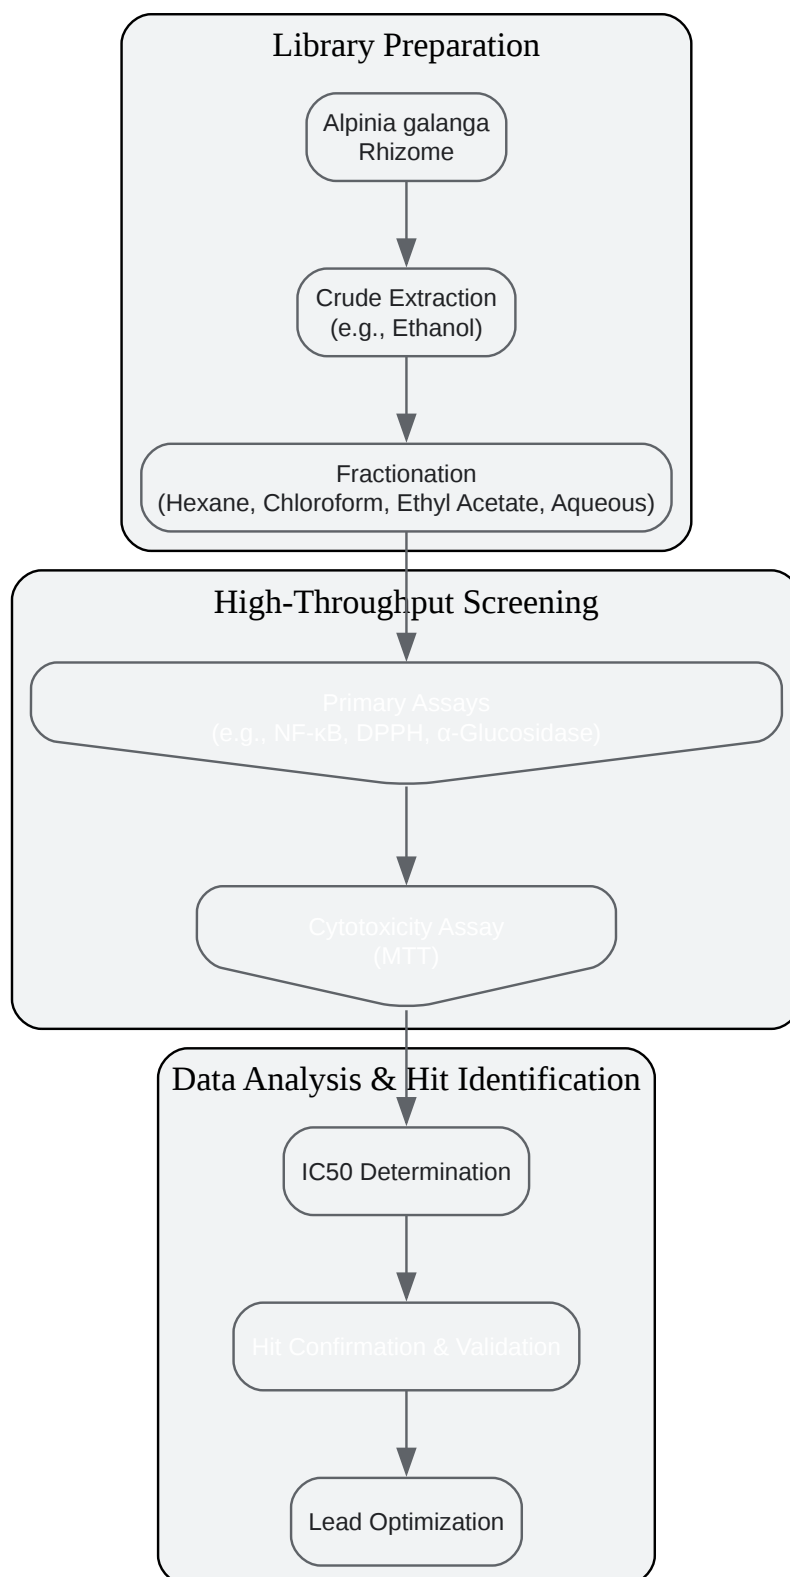 Library Preparation
Alpinia galanga
Rhizome
Crude Extraction
(e.g., Ethanol)
Fractionation
(Hexane, Chloroform, Ethyl Acetate, Aqueous)
High-Throughput Screening
Primary Assays
(e.g., NF-κB, DPPH, α-Glucosidase)
Cytotoxicity Assay
(MTT)
Data Analysis & Hit Identification
IC50 Determination
Hit Confirmation & Validation
Lead Optimization